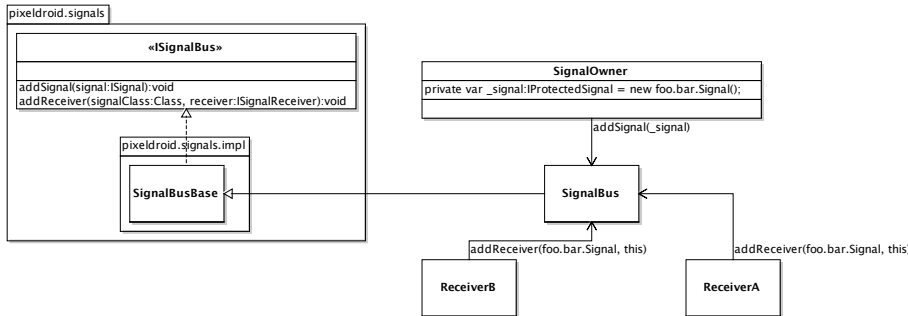 pixeldroid.signals
«ISignalBus»
addSignal(signal:ISignal):void
addReceiver(signalClass:Class, receiver:ISignalReceiver):void
pixeldroid.signals.impl
SignalBusBase
SignalOwner
private var _signal:IProtectedSignal = new foo.bar.Signal();
addSignal(_signal)
SignalBus
addReceiver(foo.bar.Signal, this)
addReceiver(foo.bar.Signal, this)
ReceiverB
ReceiverA